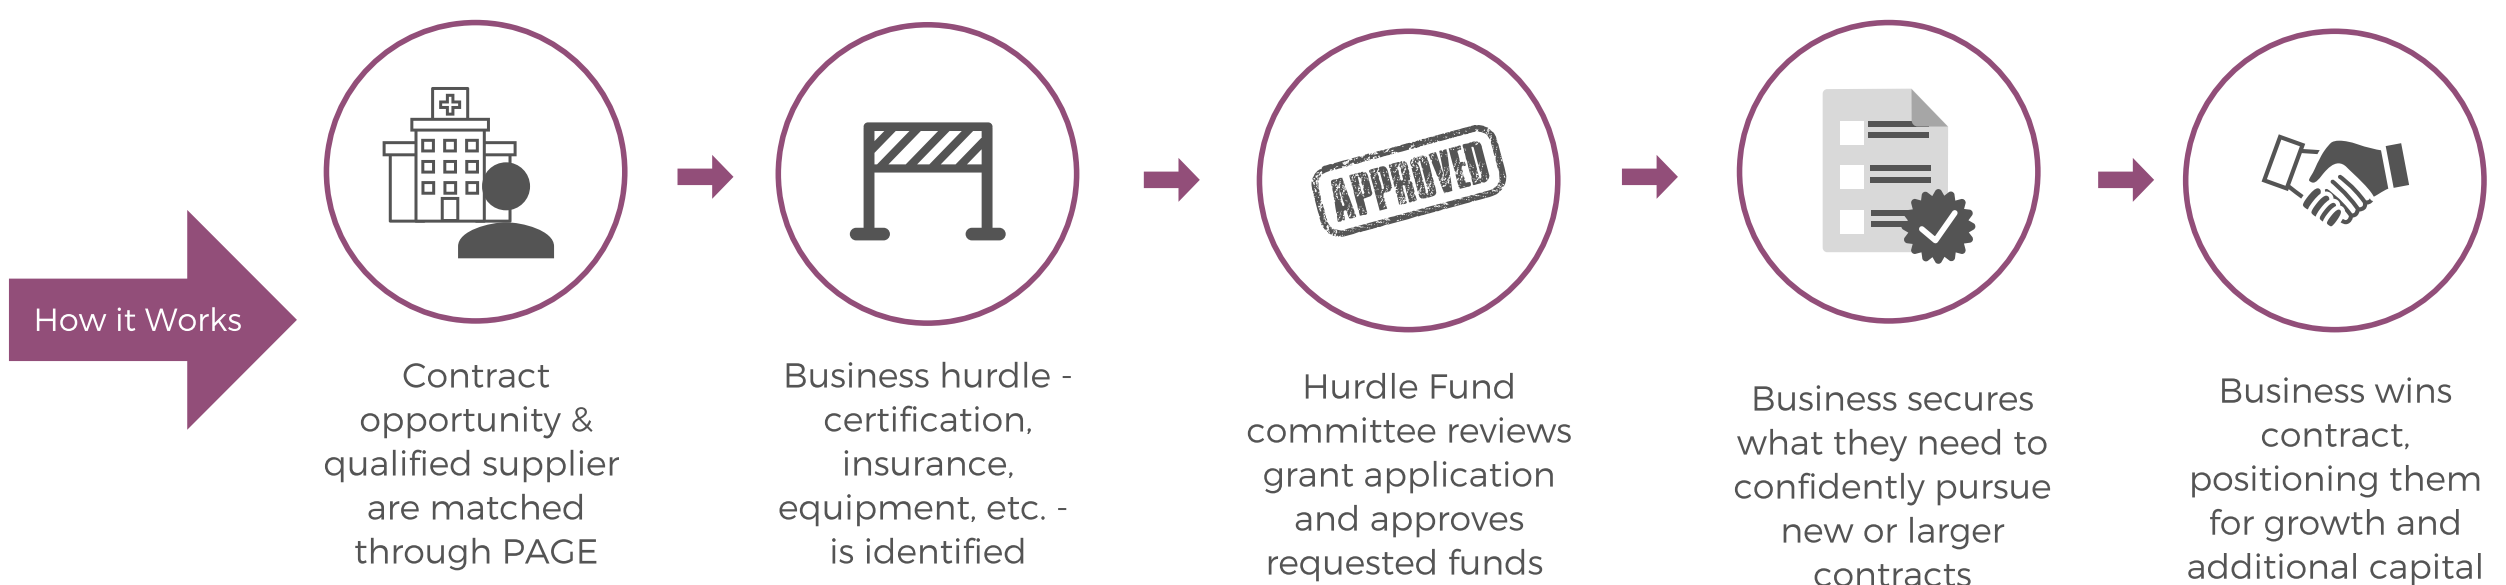 How it Works
Contract
opportunity &
qualified supplier
are matched
through PACE
Business hurdle -
certification,
insurance,
equipment, etc. -
is identified
APPROVED
Hurdle Fund
committee reviews
grant application
and approves
requested funds
Business secures
what they need to
confidently pursue
new or larger
contracts
Business wins
contract,
positioning them
for growth and
additional capital